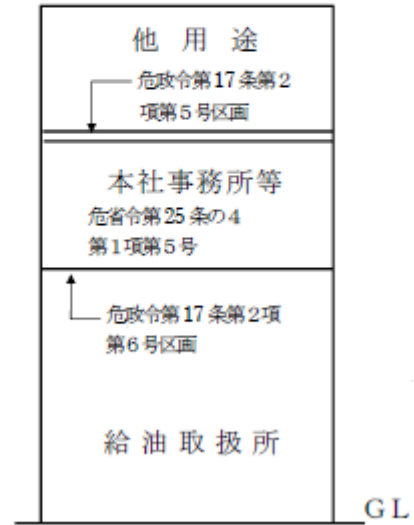 他用途
危政令第17条第2
項第5号区画
本社事務所等
危省令第25条の4
第1項第5号
危政令第17条第2項
第6号区画
給油取扱所
GL